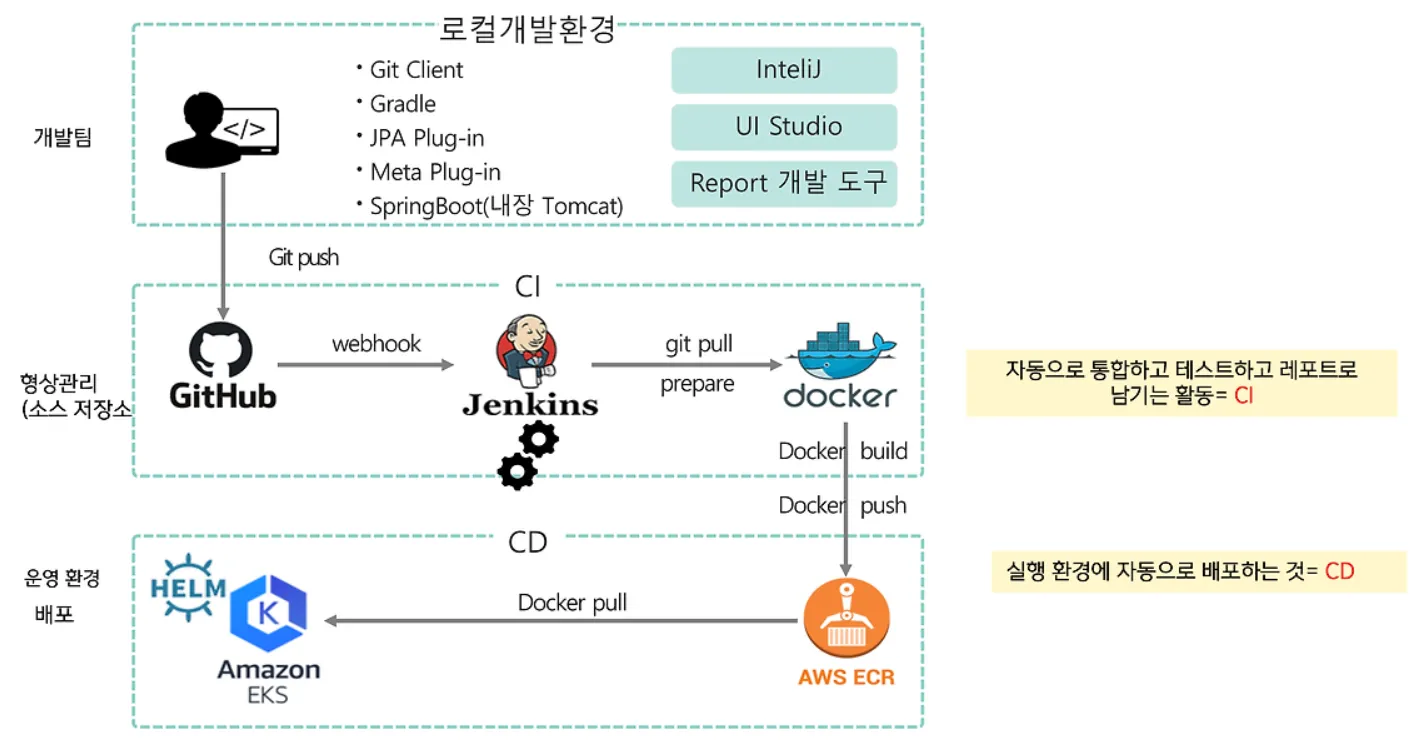 로컬개발환경
개발팀
</>
• Git Client
• Gradle
• JPA Plug-in
• Meta Plug-in
• SpringBoot(내장 Tomcat)
InteliJ
UI Studio
Report 개발 도구
Git push
CI
형상관리
(소스 저장소
GitHub
webhook
Jenkins
git pull
prepare
docker
자동으로 통합하고 테스트하고 레포트로
남기는 활동= CI
Docker build
Docker push
CD
운영 환경
배포
HELM
K
Amazon
EKS
Docker pull
AWS ECR
실행 환경에 자동으로 배포하는 것= CD